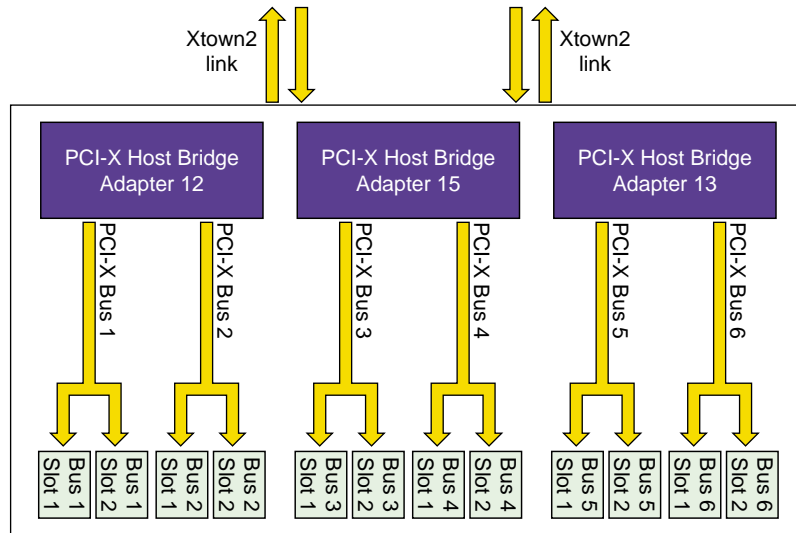 Xtown2
link
Xtown2
link
PCI-X Host Bridge
Adapter 12
PCI-X Host Bridge
Adapter 15
PCI-X Host Bridge
Adapter 13
PCI-X Bus 1
PCI-X Bus 2
PCI-X Bus 3
PCI-X Bus 4
PCI-X Bus 5
PCI-X Bus 6
Bus 1
Slot 1
Bus 1
Slot 2
Bus 2
Slot 1
Bus 2
Slot 2
Bus 3
Slot 1
Bus 3
Slot 2
Bus 4
Slot 1
Bus 4
Slot 2
Bus 5
Slot 1
Bus 5
Slot 2
Bus 6
Slot 1
Bus 6
Slot 2